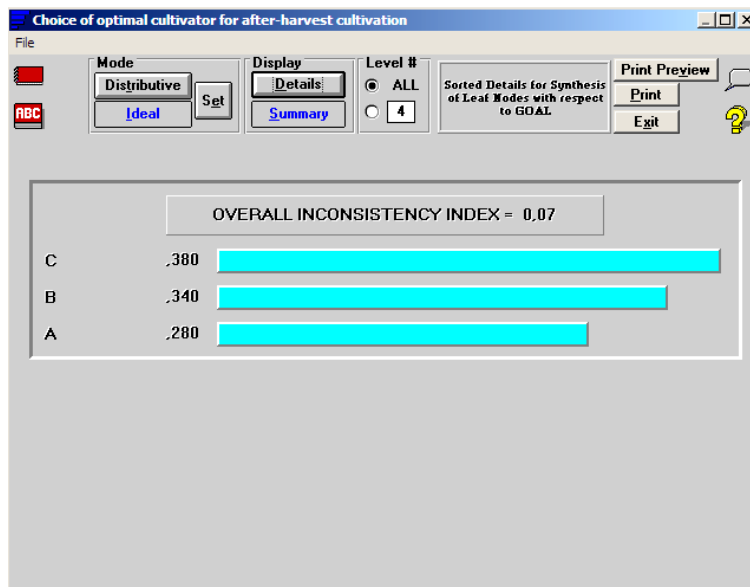 Choice of optimal cultivator for after-harvest cultivation
File
Mode
Distributive
Ideal
Set
Display
Details
Summary
Level #
ALL
4
Sorted Details for Synthesis
of Leaf Nodes with respect
to GOAL
Print Preview
Print
Exit
ABC
OVERALL INCONSISTENCY INDEX = 0,07
C ,380
B ,340
A ,280